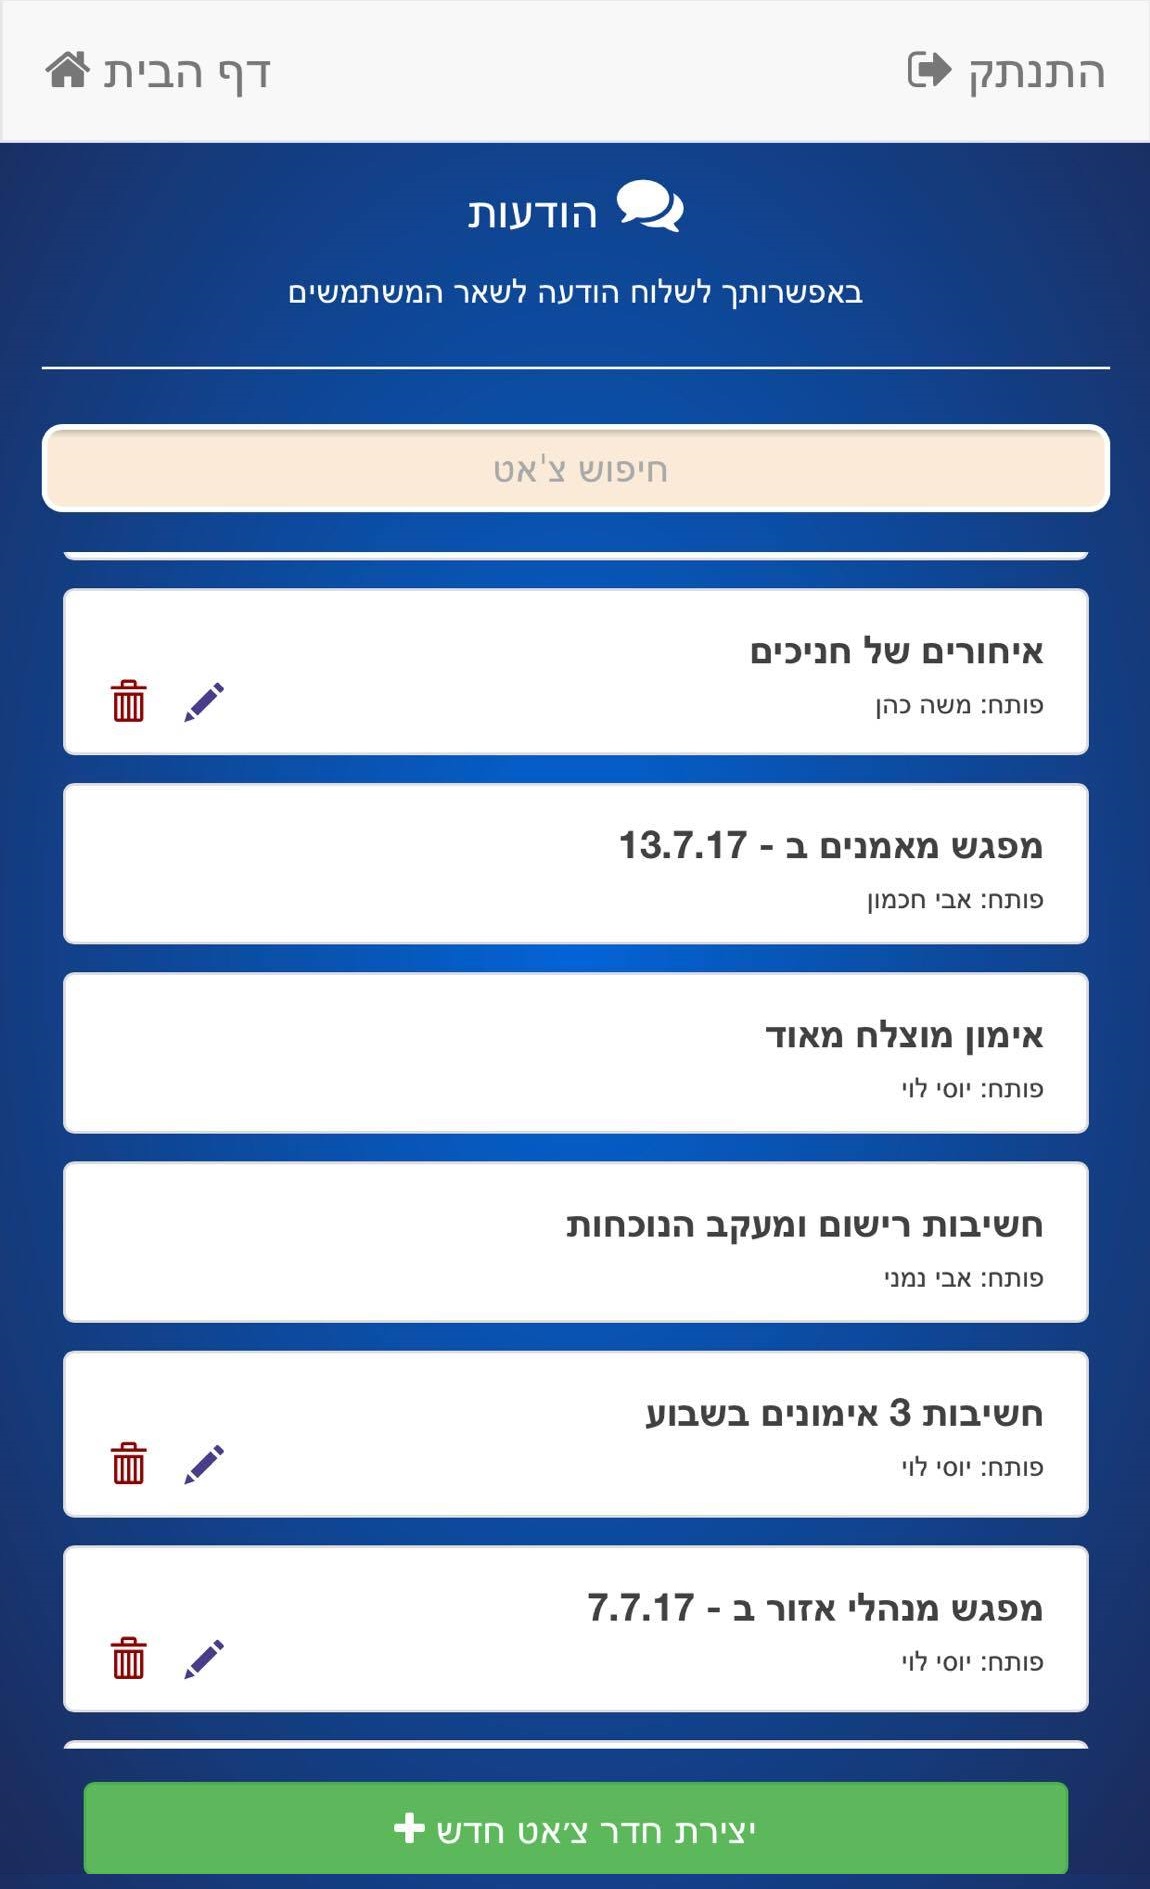 התנתק
דף הבית
הודעות
באפשרותך לשלוח הודעה לשאר המשתמשים
חיפוש צ'אט
איחורים של חניכים
פותח: משה כהן
מפגש מאמנים ב - 13.7.17
פותח: אבי חכמון
אימון מוצלח מאוד
פותח: יוסי לוי
חשיבות רישום ומעקב הנוכחות
פותח: אבי נמני
חשיבות 3 אימונים בשבוע
פותח: יוסי לוי
מפגש מנהלי אזור ב - 7.7.17
פותח: יוסי לוי
יצירת חדר צ׳אט חדש